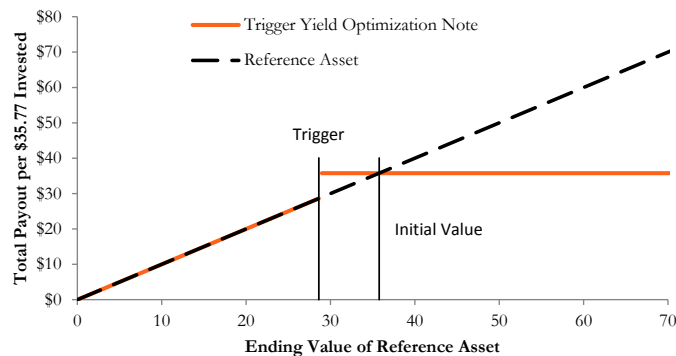 Total Payout per $35.77 Invested
$80
$70
$60
$50
$40
$30
$20
$10
$0
Trigger Yield Optimization Note
Reference Asset
Trigger
Initial Value
0
10
20
30
40
50
60
70
Ending Value of Reference Asset